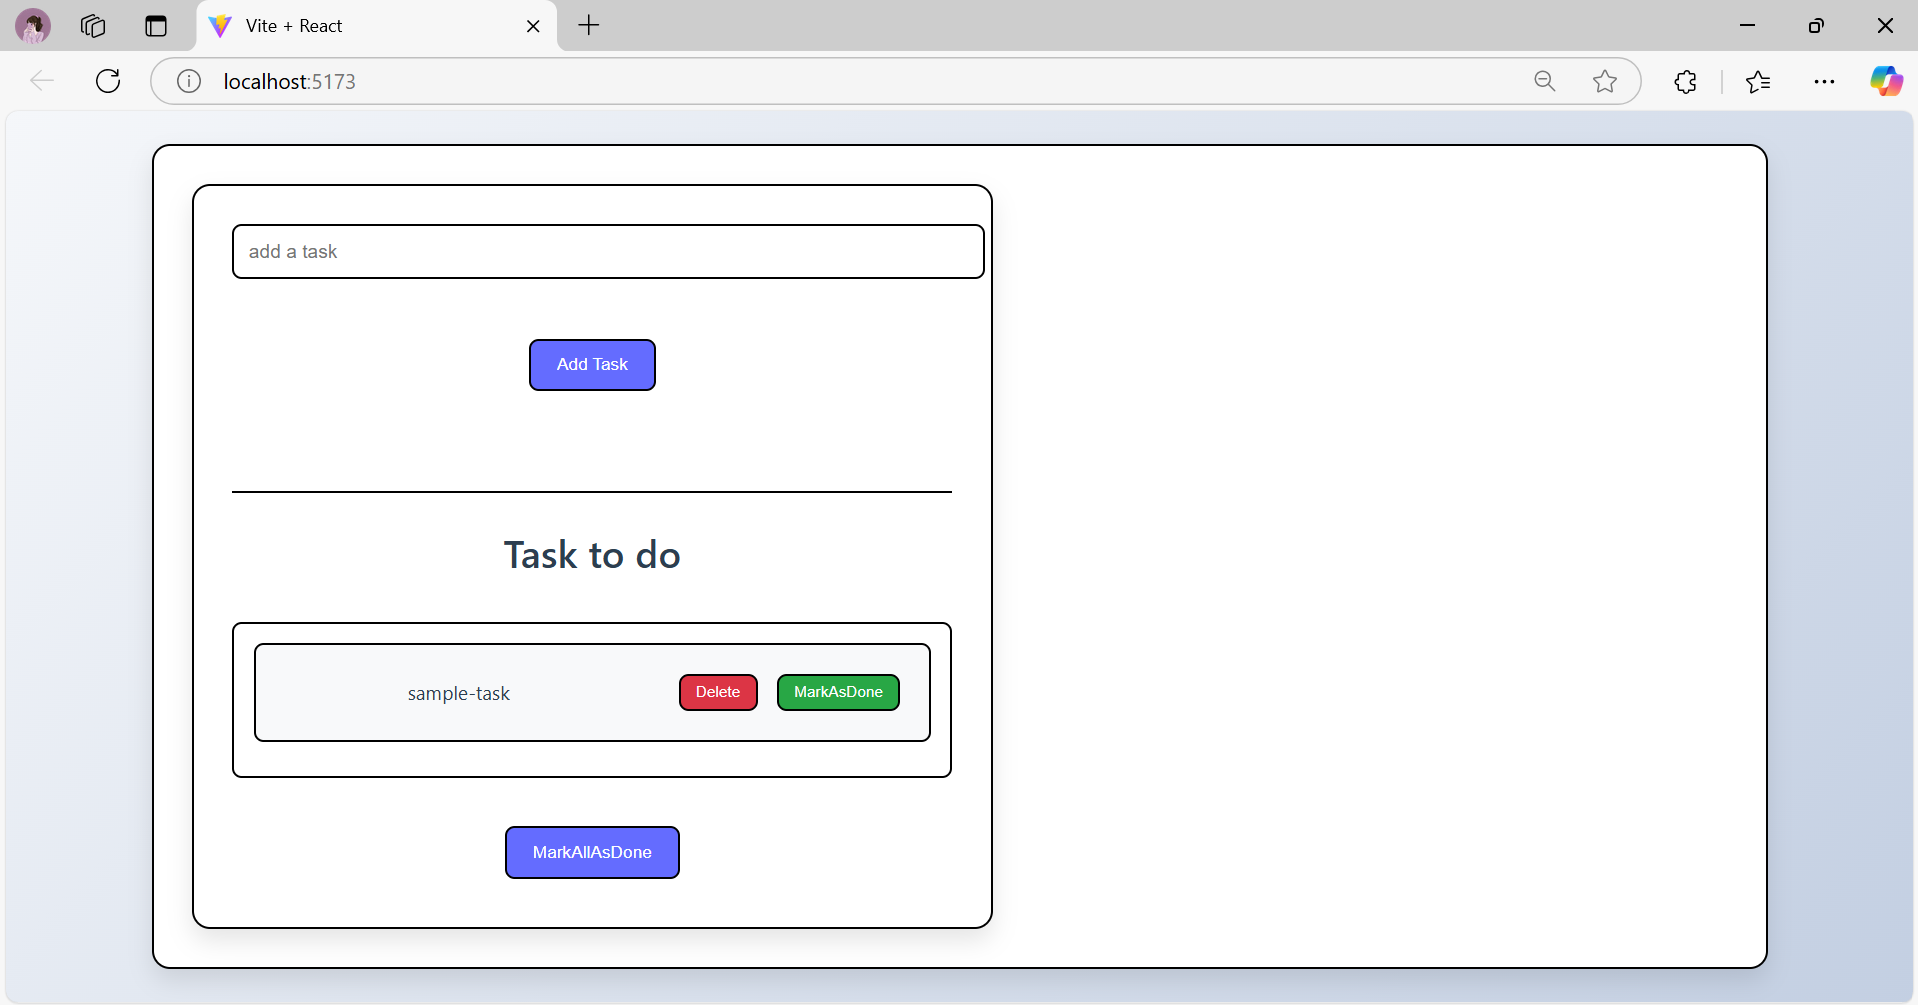 Vite + React
localhost:5173
add a task
Add Task
Task to do
sample-task
Delete
MarkAsDone
MarkAllAsDone